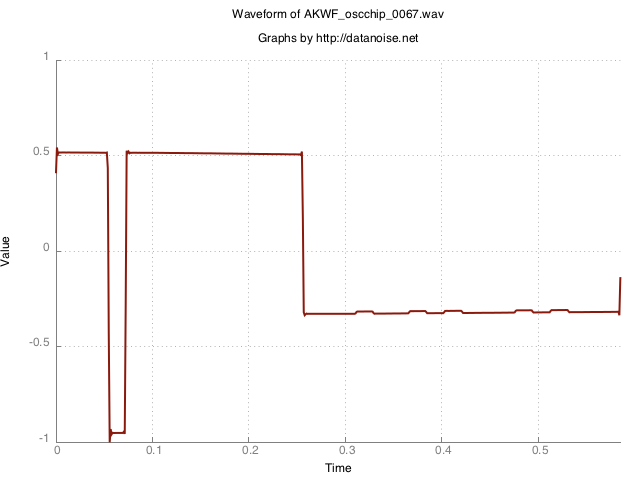 Waveform of AKWF_oscchip_0067.wav
Graphs by http://datanoise.net
1
0.5
0
-0.5
-1
Value
0
0.1
0.2
0.3
0.4
0.5
Time